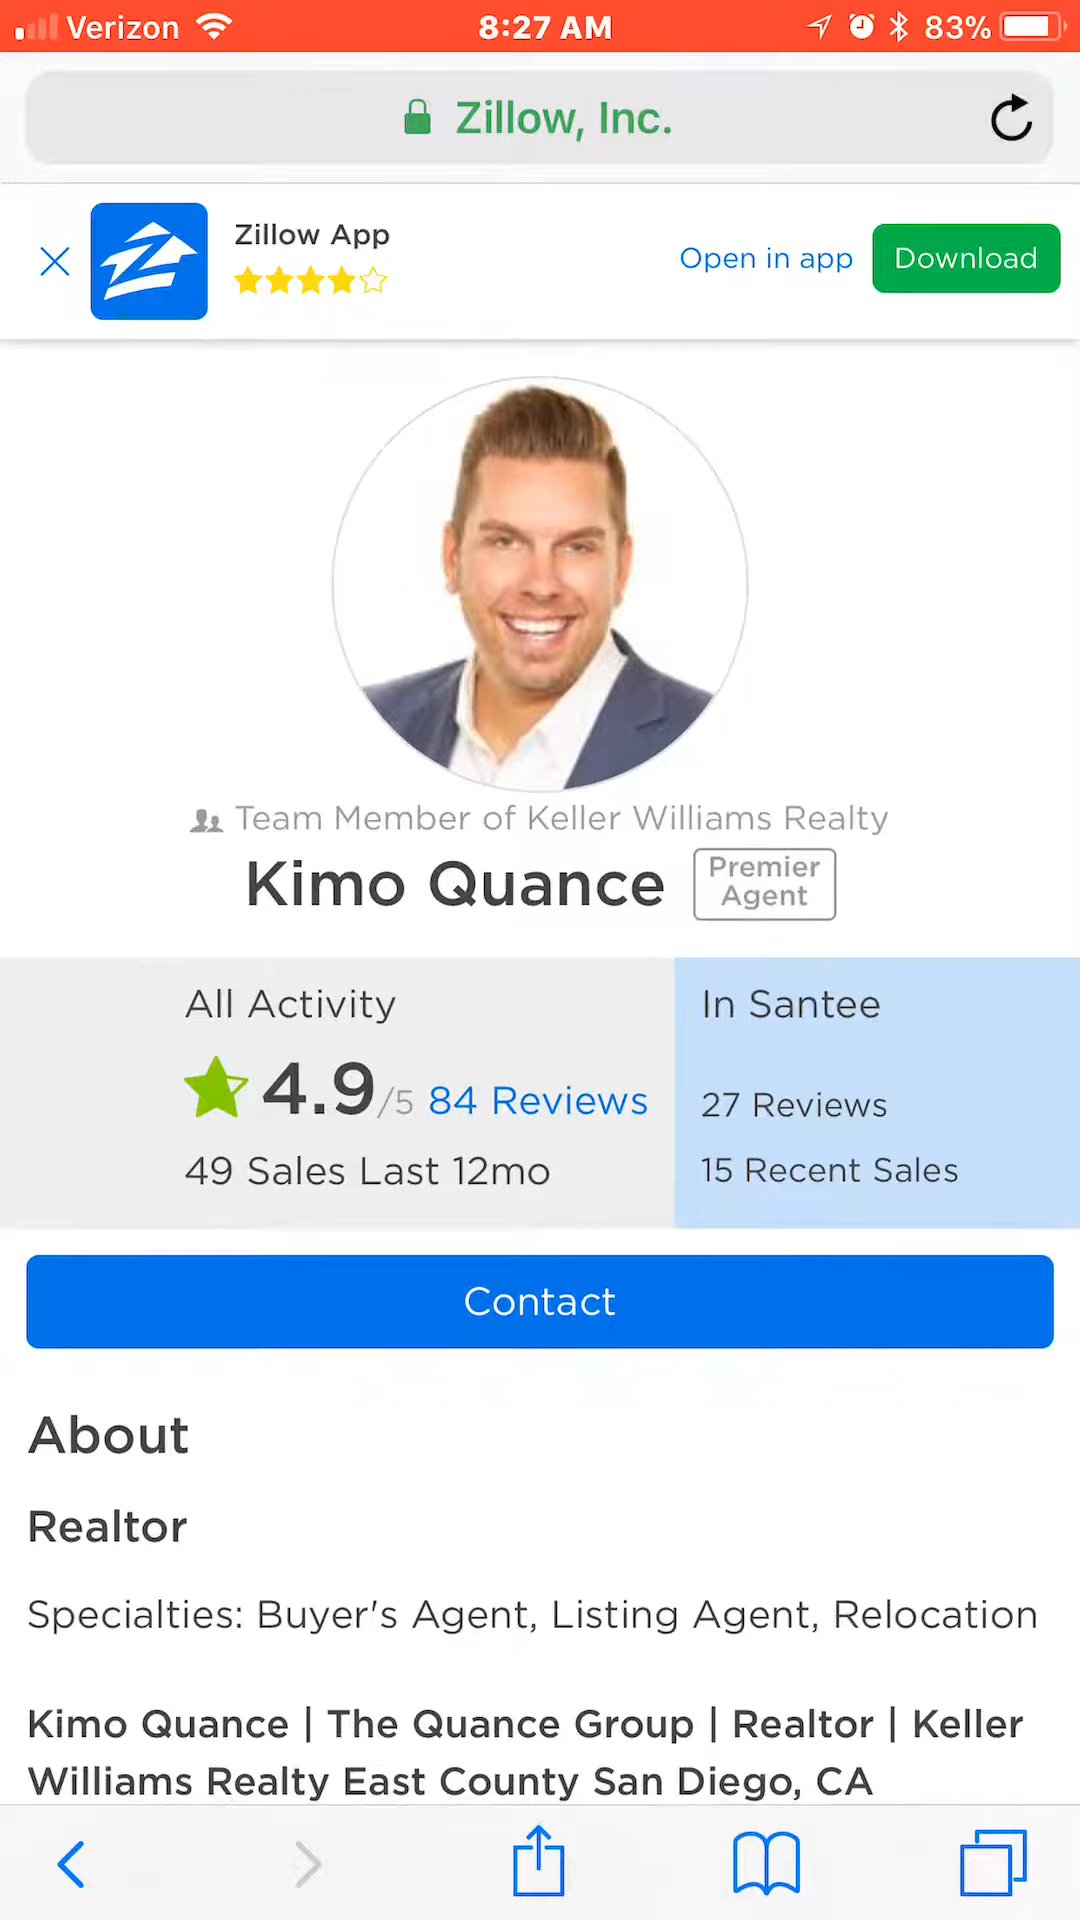 Verizon 8:27 AM 83%
Zillow, Inc.
Zillow App
Open in app Download
Team Member of Keller Williams Realty
Kimo Quance Premier Agent
All Activity
4.9/5 84 Reviews
49 Sales Last 12mo
In Santee
27 Reviews
15 Recent Sales
Contact
About
Realtor
Specialties: Buyer's Agent, Listing Agent, Relocation
Kimo Quance | The Quance Group | Realtor | Keller
Williams Realty East County San Diego, CA